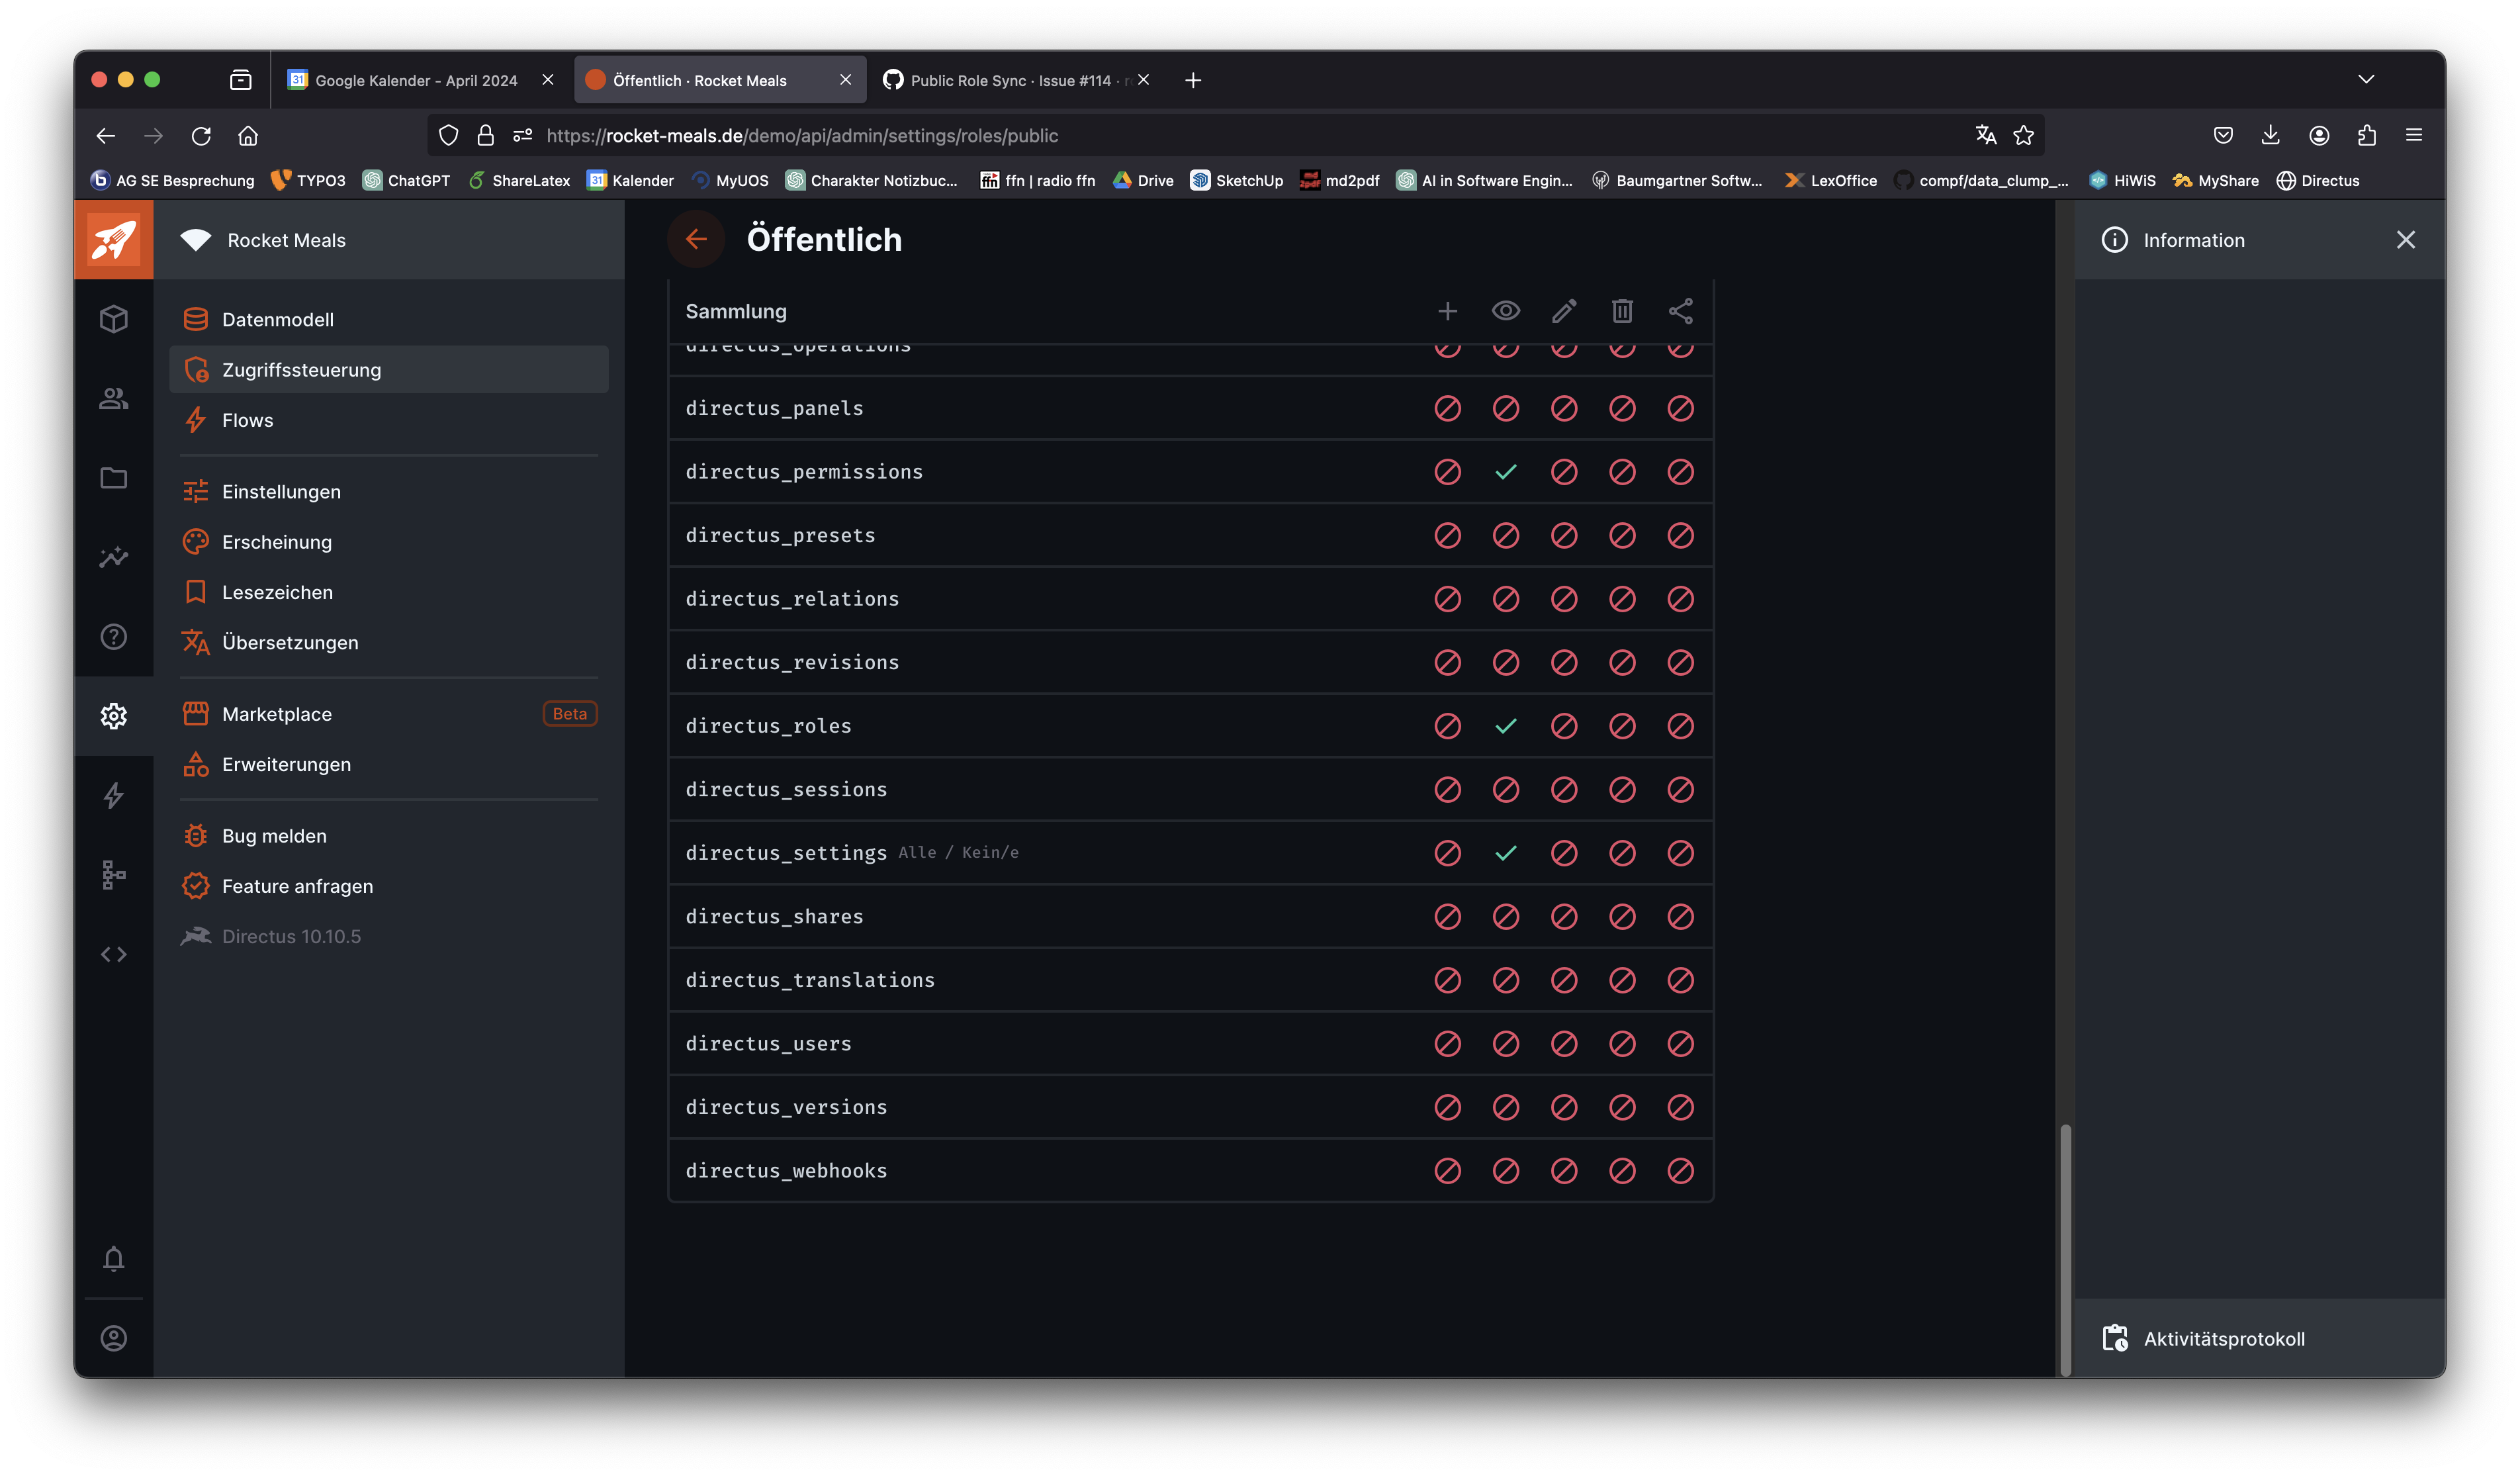 Google Kalender - April 2024
Öffentlich · Rocket Meals
Public Role Sync · Issue #114 ·
https://rocket-meals.de/demo/api/admin/settings/roles/public
AG SE Besprechung
TYPO3
ChatGPT
ShareLatex
31 Kalender
MyUOS
Charakter Notizbuc...
ffn ffn | radio ffn
Drive
SketchUp
md2pdf
AI in Software Engin...
Baumgartner Softw...
LexOffice
compf/data_clump_...
HiWiS
MyShare
Directus
Rocket Meals
Öffentlich
Information
Datenmodell
Zugriffssteuerung
Flows
Einstellungen
Erscheinung
Lesezeichen
Übersetzungen
Marketplace
Beta
Erweiterungen
Bug melden
Feature anfragen
Directus 10.10.5
Sammlung
directus_operations
directus_panels
directus_permissions
directus_presets
directus_relations
directus_revisions
directus_roles
directus_sessions
directus_settings Alle / Kein/e
directus_shares
directus_translations
directus_users
directus_versions
directus_webhooks
Aktivitätsprotokoll